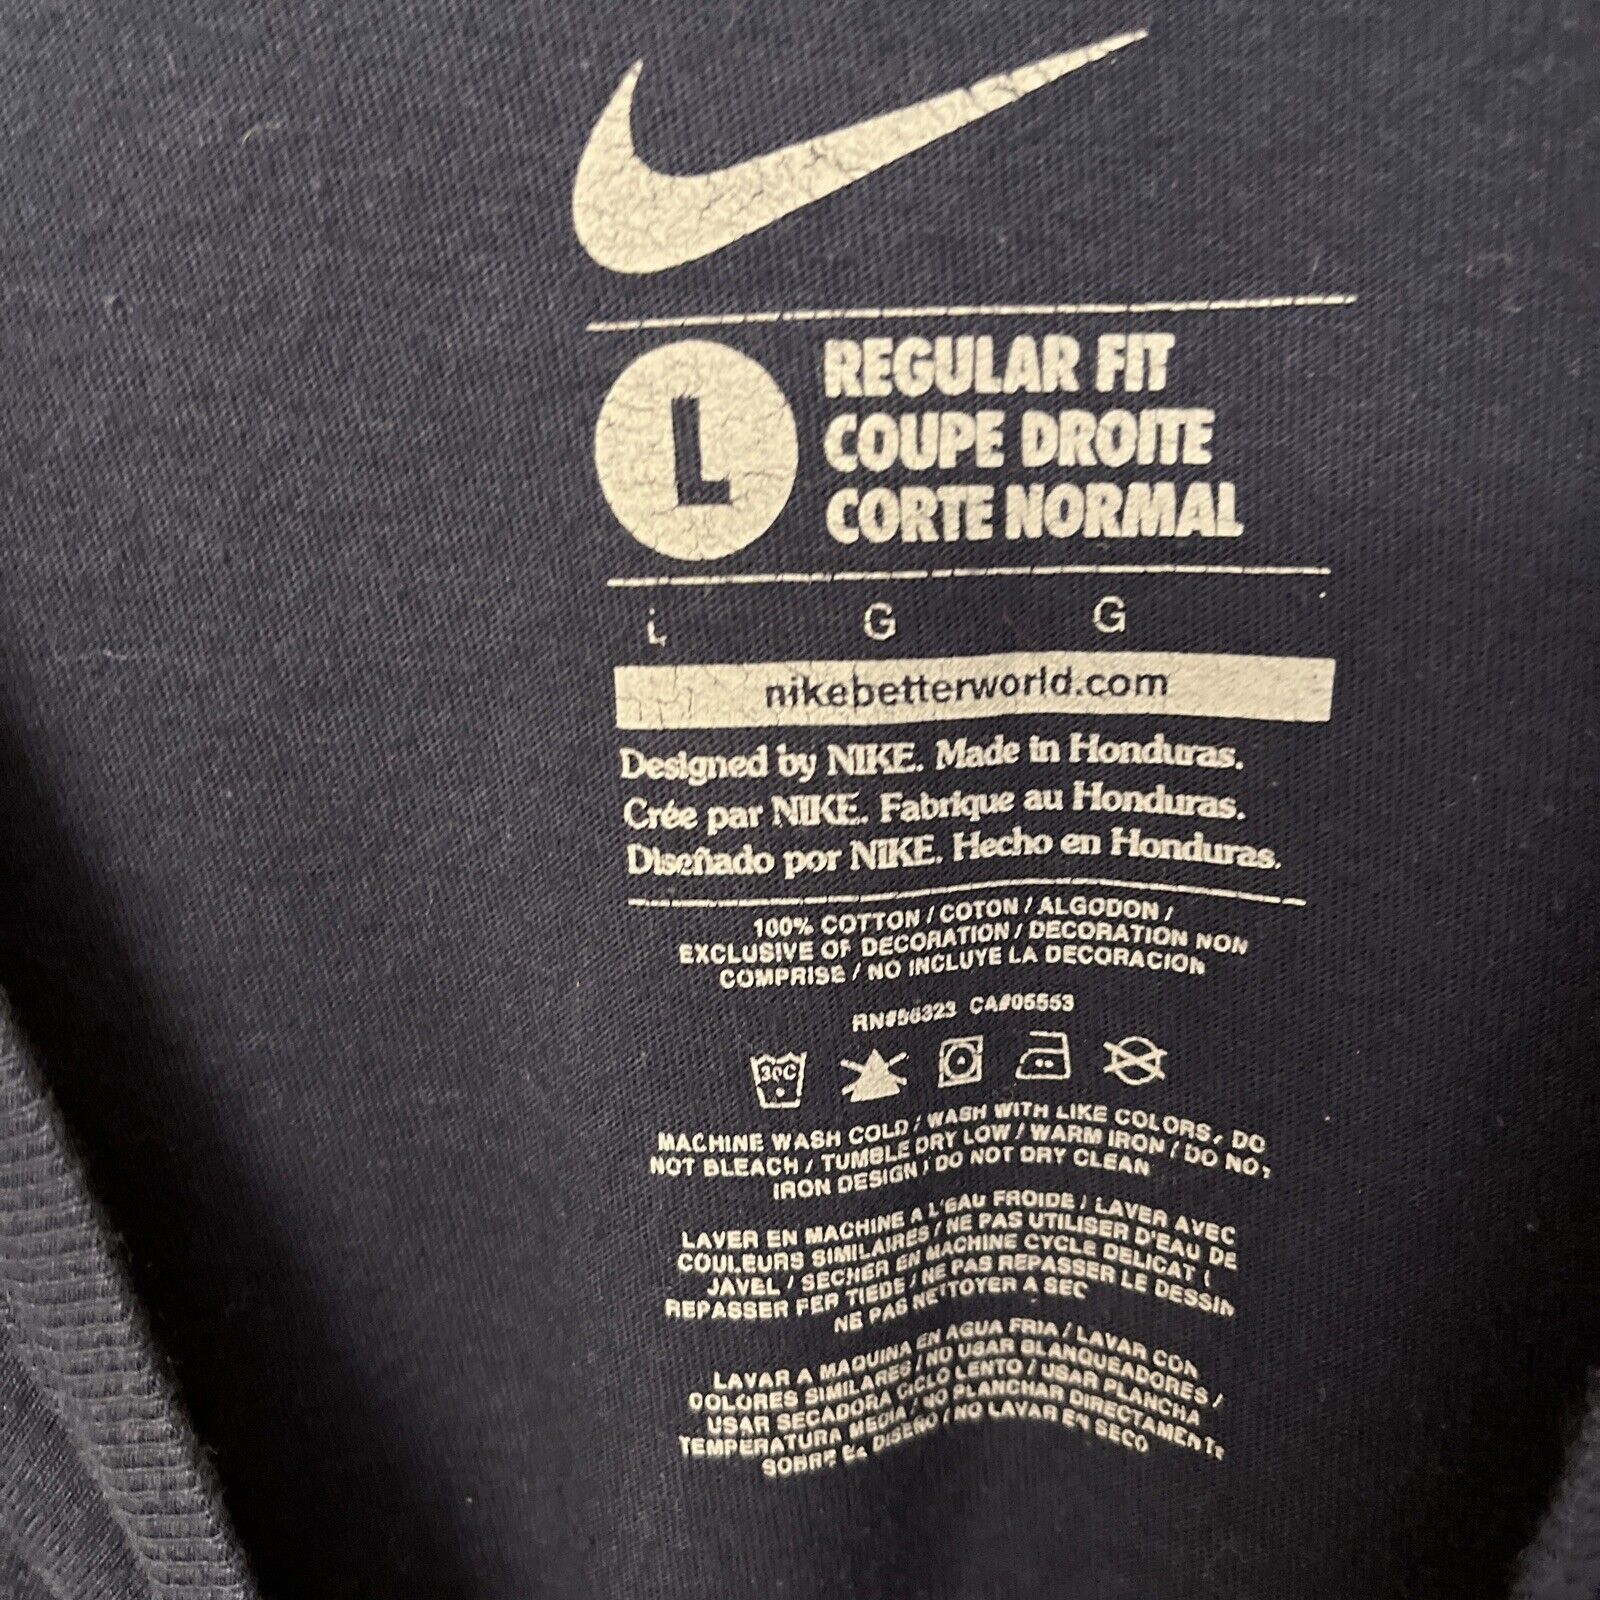 L
REGULAR FIT
COUPE DROITE
CORTE NORMAL
L G G
nikebetterworld.com
Designed by NIKE. Made in Honduras.
Crée par NIKE. Fabrique au Honduras.
Diseñado por NIKE. Hecho en Honduras.
100% COTTON / COTON / ALGODON /
EXCLUSIVE OF DECORATION / DECORATION NON
COMPRISE / NO INCLUYE LA DECORACION
RN#56323 CA#05553
30C
MACHINE WASH COLD / WASH WITH LIKE COLORS, DO
NOT BLEACH / TUMBLE DRY LOW / WARM IRON / DO NOT
IRON DESIGN / DO NOT DRY CLEAN
LAVER EN MACHINE A L'EAU FROIDE / LAVER AVEC
COULEURS SIMILAIRES / NE PAS UTILISER D'EAU DE
JAVEL / SECHER EN MACHINE CYCLE DELICAT /
REPASSER FER TIEDE / NE PAS REPASSER LE DESSIN
NE PAS NETTOYER A SEC
LAVAR A MAQUINA EN AGUA FRIA / LAVAR CON
DOLORES SIMILARES / NO USAR BLANQUEADORES /
USAR SECADORA CICLO LENTO / USAR PLANCHA
TEMPERATURA MEDIA / NO PLANCHAR DIRECTAMENTE
SOBRE EL DISEÑO / NO LAVAR EN SECO